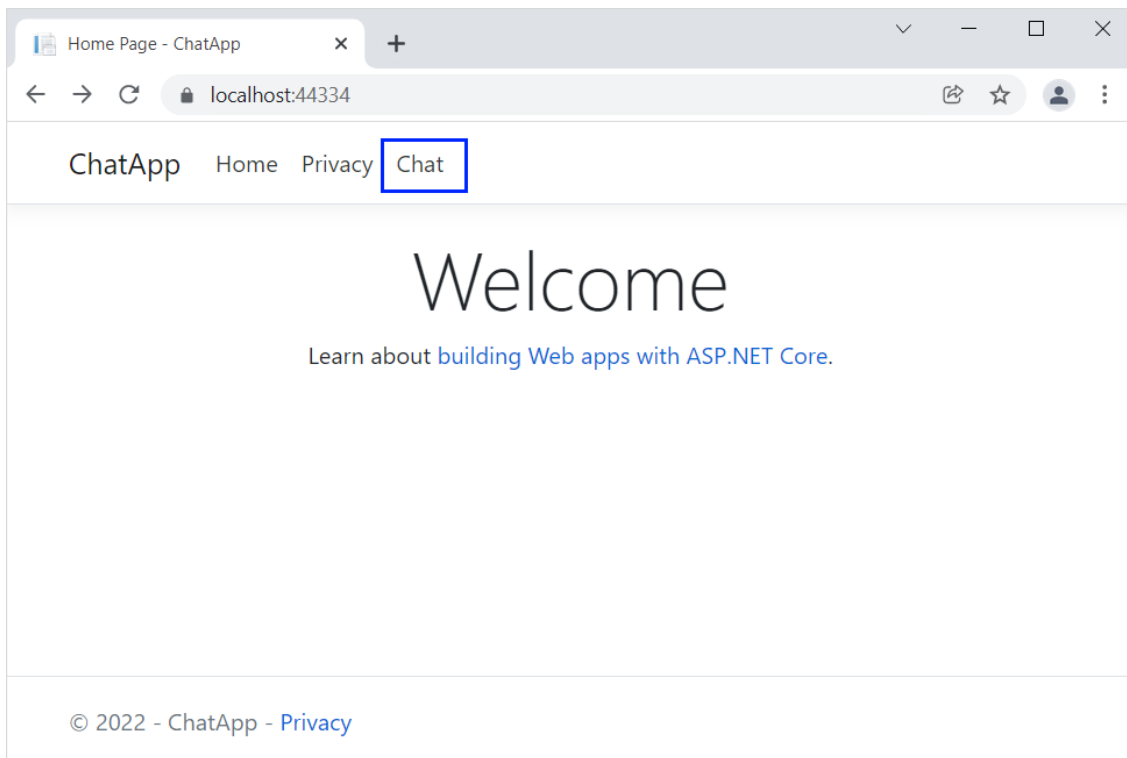 Home Page - ChatApp
localhost:44334
ChatApp Home Privacy Chat
Welcome
Learn about building Web apps with ASP.NET Core.
© 2022 - ChatApp - Privacy